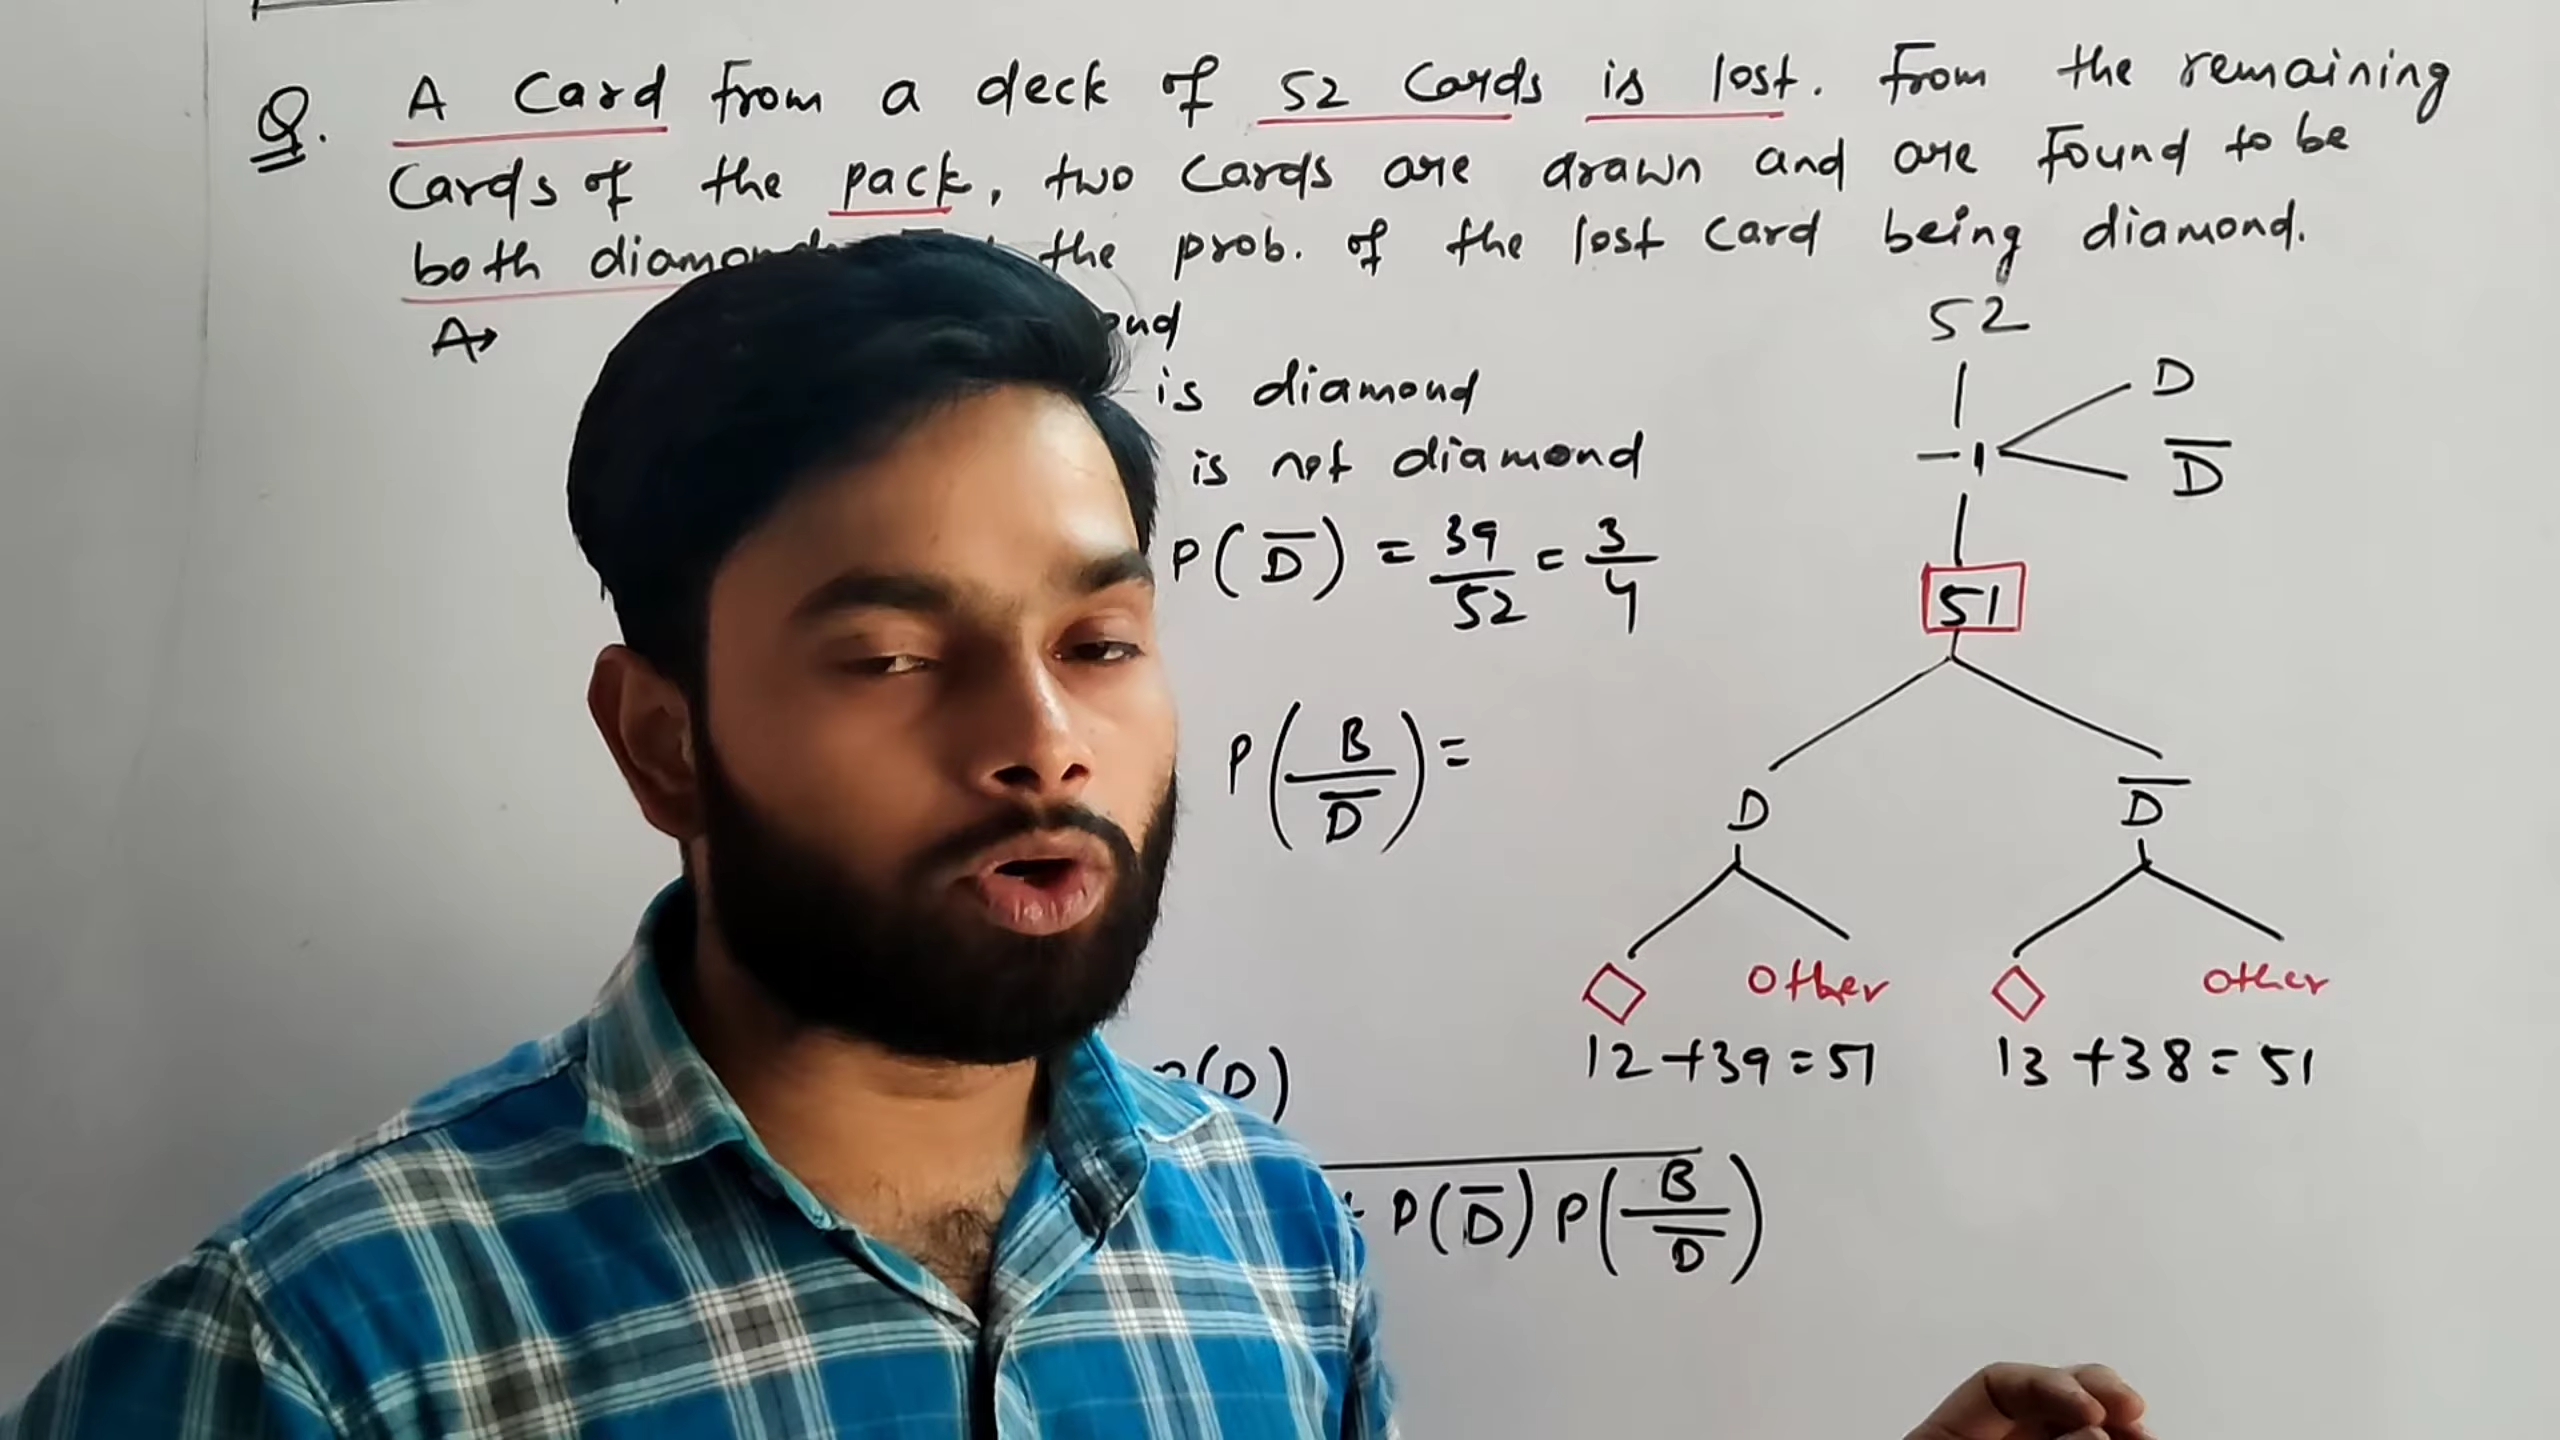 Q. A Card from a deck of 52 Cards is lost. From the remaining
Cards of the pack, two cards are drawn and are found to be
both the prob. of the lost card being diamond.
A→
is diamond
is not diamond
P(D̅) = 39/52 = 3/4
P(B/D̅) =
52
-1
D
D̅
51
D
D̅
◇ Other
◇ Other
12+39=51
13+38=51
P(D̅) P(B/D̅)